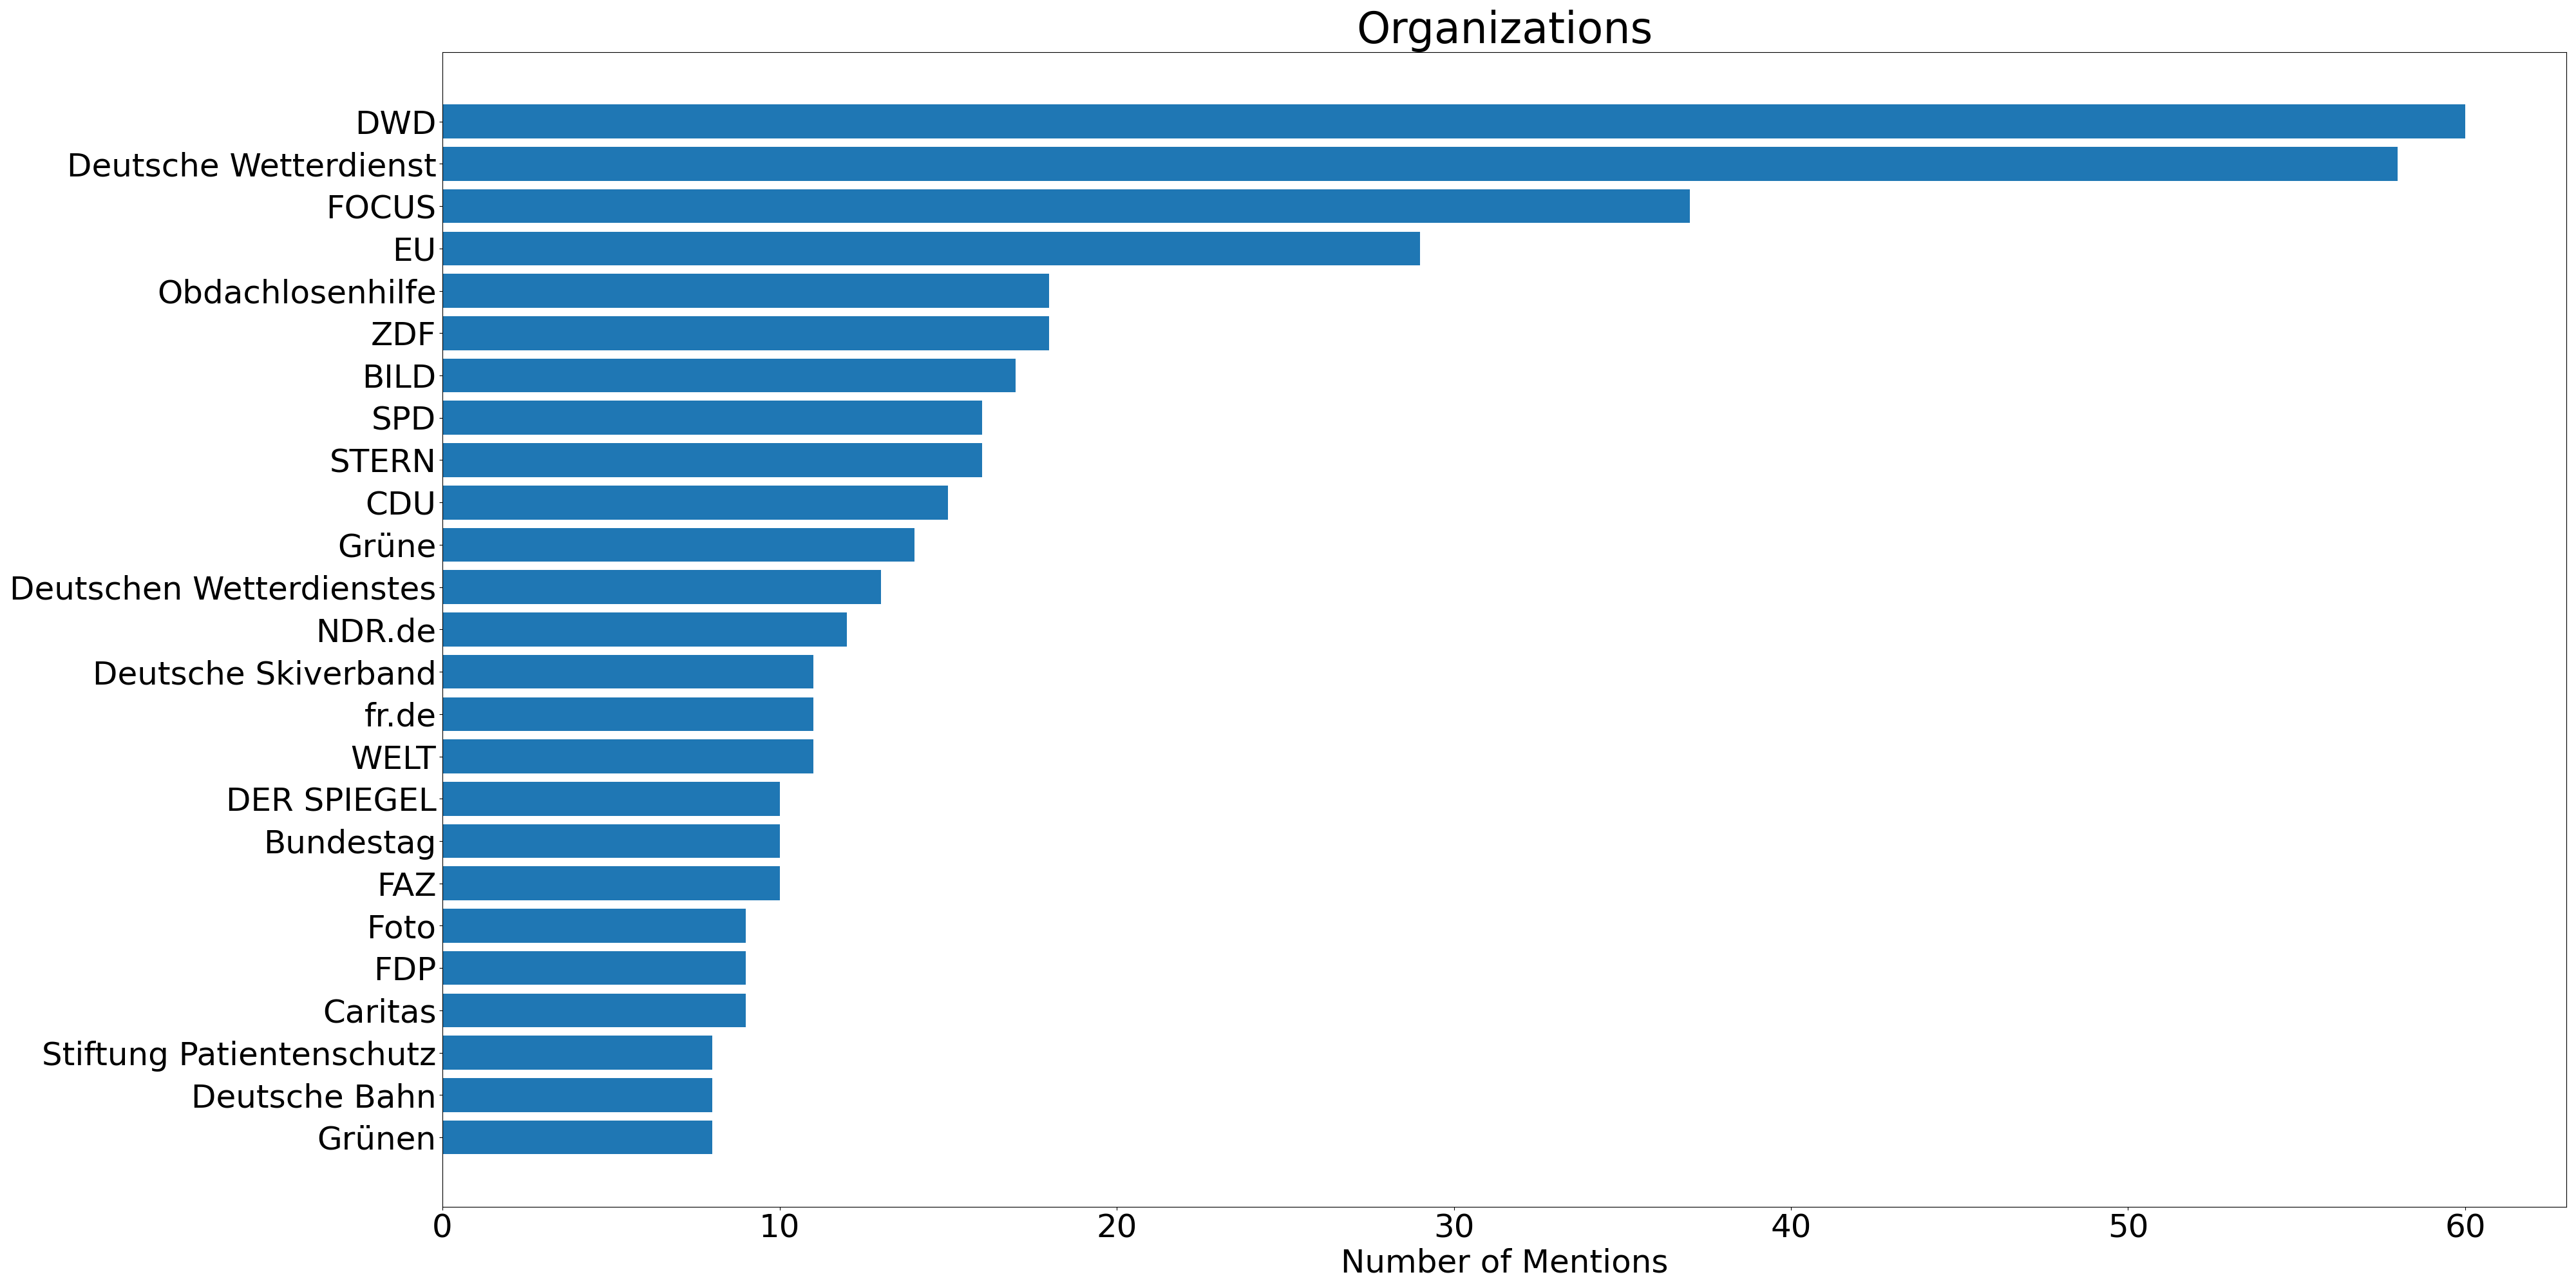 Organizations
DWD
Deutsche Wetterdienst
FOCUS
EU
Obdachlosenhilfe
ZDF
BILD
SPD
STERN
CDU
Grüne
Deutschen Wetterdienstes
NDR.de
Deutsche Skiverband
fr.de
WELT
DER SPIEGEL
Bundestag
FAZ
Foto
FDP
Caritas
Stiftung Patientenschutz
Deutsche Bahn
Grünen
0 10 20 30 40 50 60
Number of Mentions